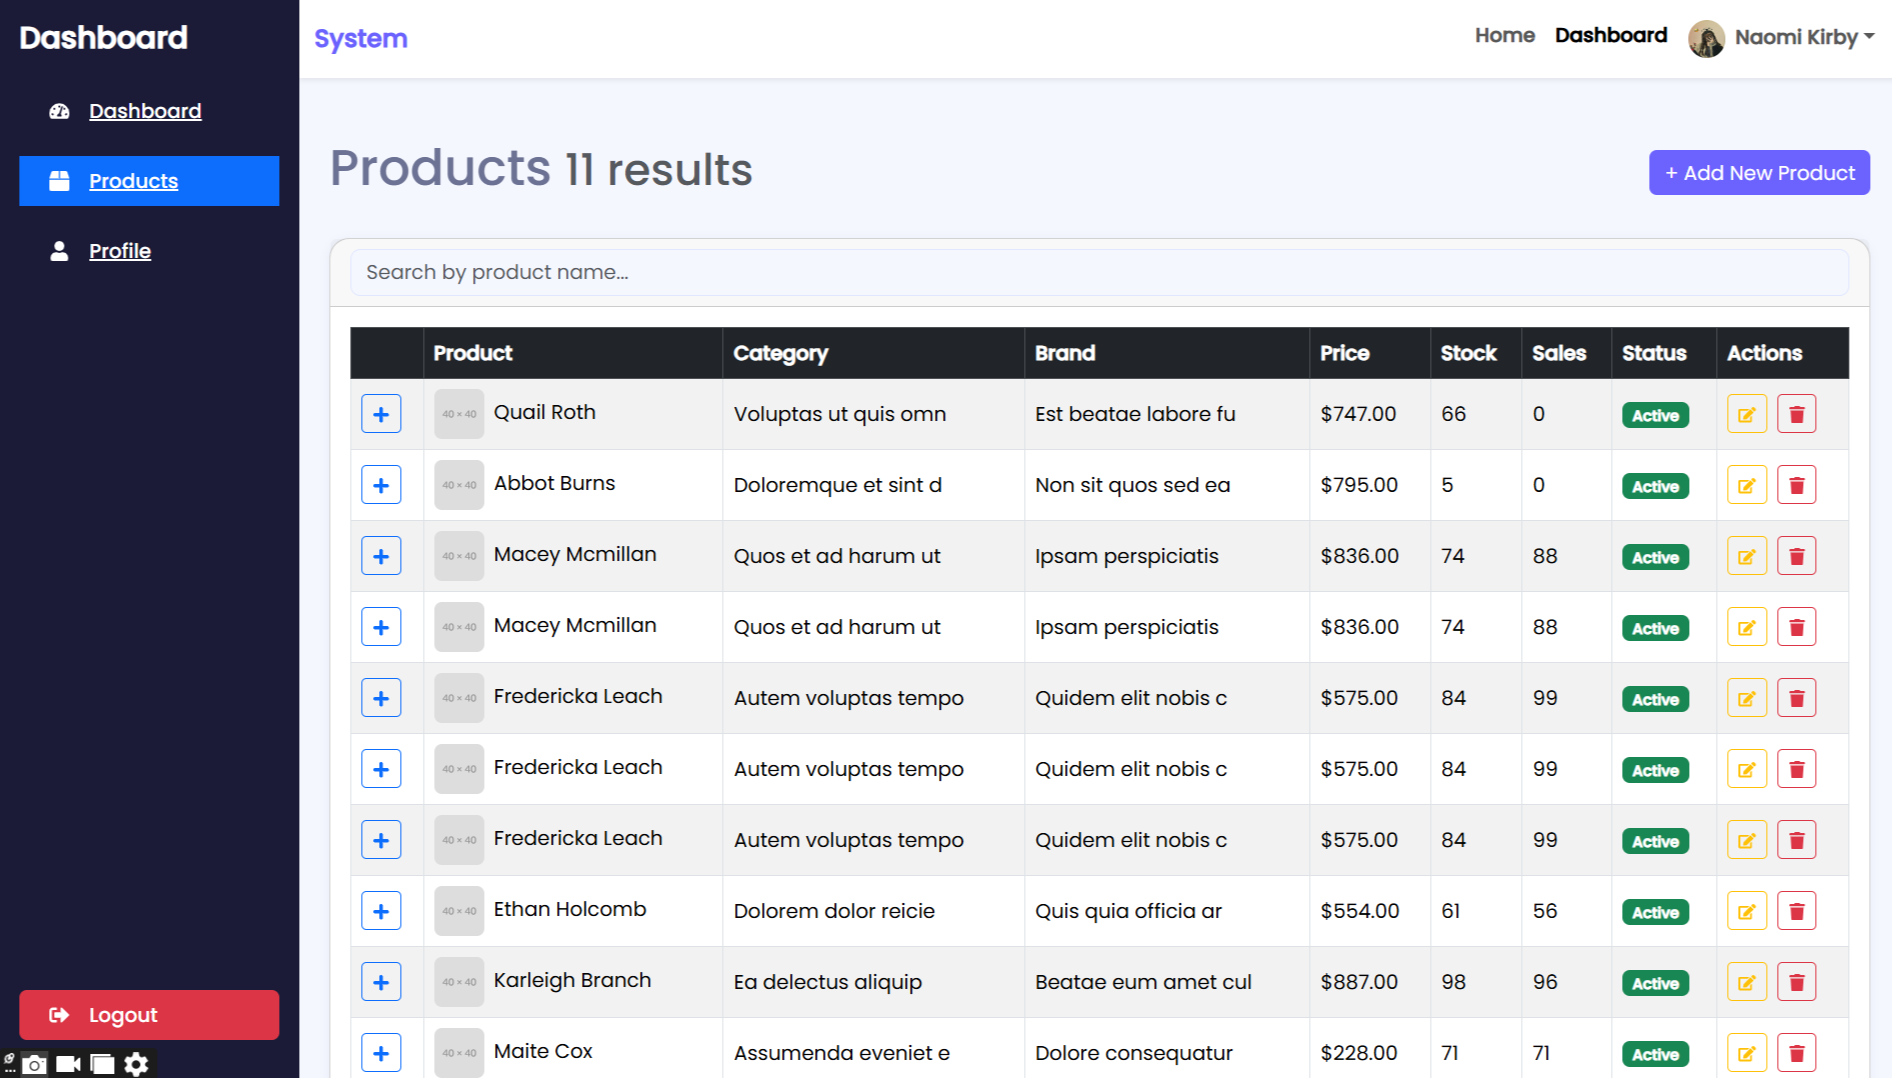 Dashboard
System
Home Dashboard Naomi Kirby
Dashboard
Products
Profile
Logout
Products 11 results
+ Add New Product
Search by product name...
Product Category Brand Price Stock Sales Status Actions
40 × 40 Quail Roth Voluptas ut quis omn Est beatae labore fu $747.00 66 0 Active
40 × 40 Abbot Burns Doloremque et sint d Non sit quos sed ea $795.00 5 0 Active
40 × 40 Macey Mcmillan Quos et ad harum ut Ipsam perspiciatis $836.00 74 88 Active
40 × 40 Macey Mcmillan Quos et ad harum ut Ipsam perspiciatis $836.00 74 88 Active
40 × 40 Fredericka Leach Autem voluptas tempo Quidem elit nobis c $575.00 84 99 Active
40 × 40 Fredericka Leach Autem voluptas tempo Quidem elit nobis c $575.00 84 99 Active
40 × 40 Fredericka Leach Autem voluptas tempo Quidem elit nobis c $575.00 84 99 Active
40 × 40 Ethan Holcomb Dolorem dolor reicie Quis quia officia ar $554.00 61 56 Active
40 × 40 Karleigh Branch Ea delectus aliquip Beatae eum amet cul $887.00 98 96 Active
40 × 40 Maite Cox Assumenda eveniet e Dolore consequatur $228.00 71 71 Active